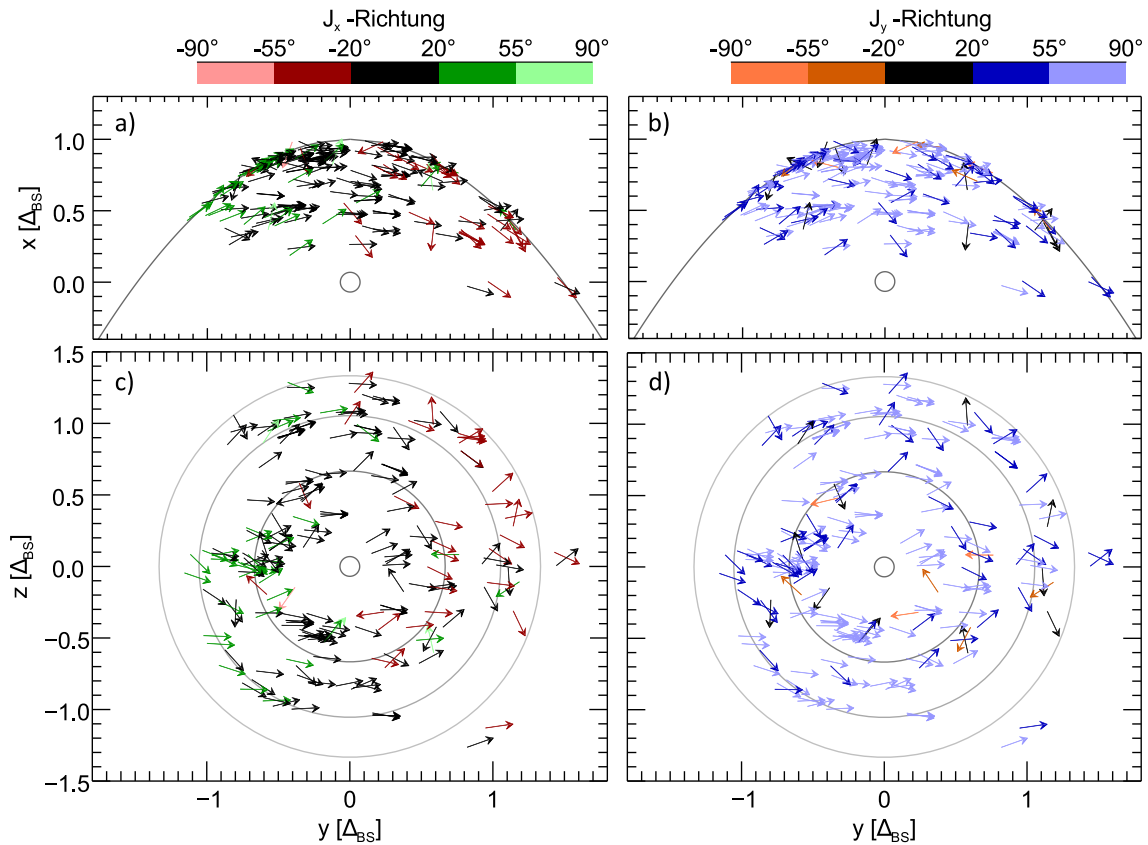 Jx -Richtung
-90° -55° -20° 20° 55° 90°
Jy -Richtung
-90° -55° -20° 20° 55° 90°
a)
b)
x [ΔBS]
1.0
0.5
0.0
c)
d)
z [ΔBS]
1.5
1.0
0.5
0.0
−0.5
−1.0
−1.5
−1 0 1
−1 0 1
y [ΔBS]
y [ΔBS]